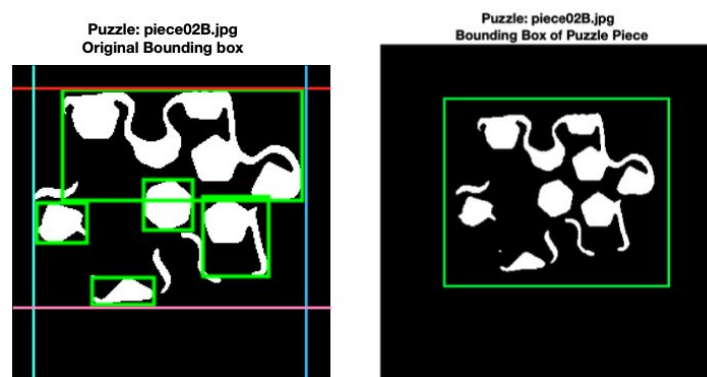 Puzzle: piece02B.jpg
Original Bounding box
Puzzle: piece02B.jpg
Bounding Box of Puzzle Piece